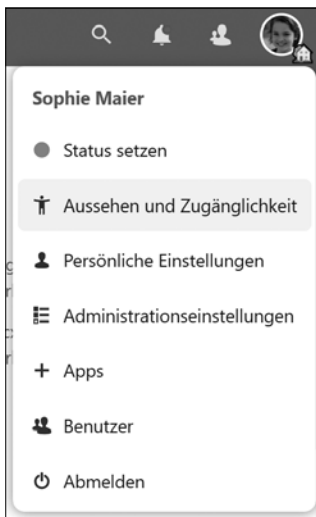 Sophie Maier
Status setzen
Aussehen und Zugänglichkeit
Persönliche Einstellungen
Administrationseinstellungen
Apps
Benutzer
Abmelden